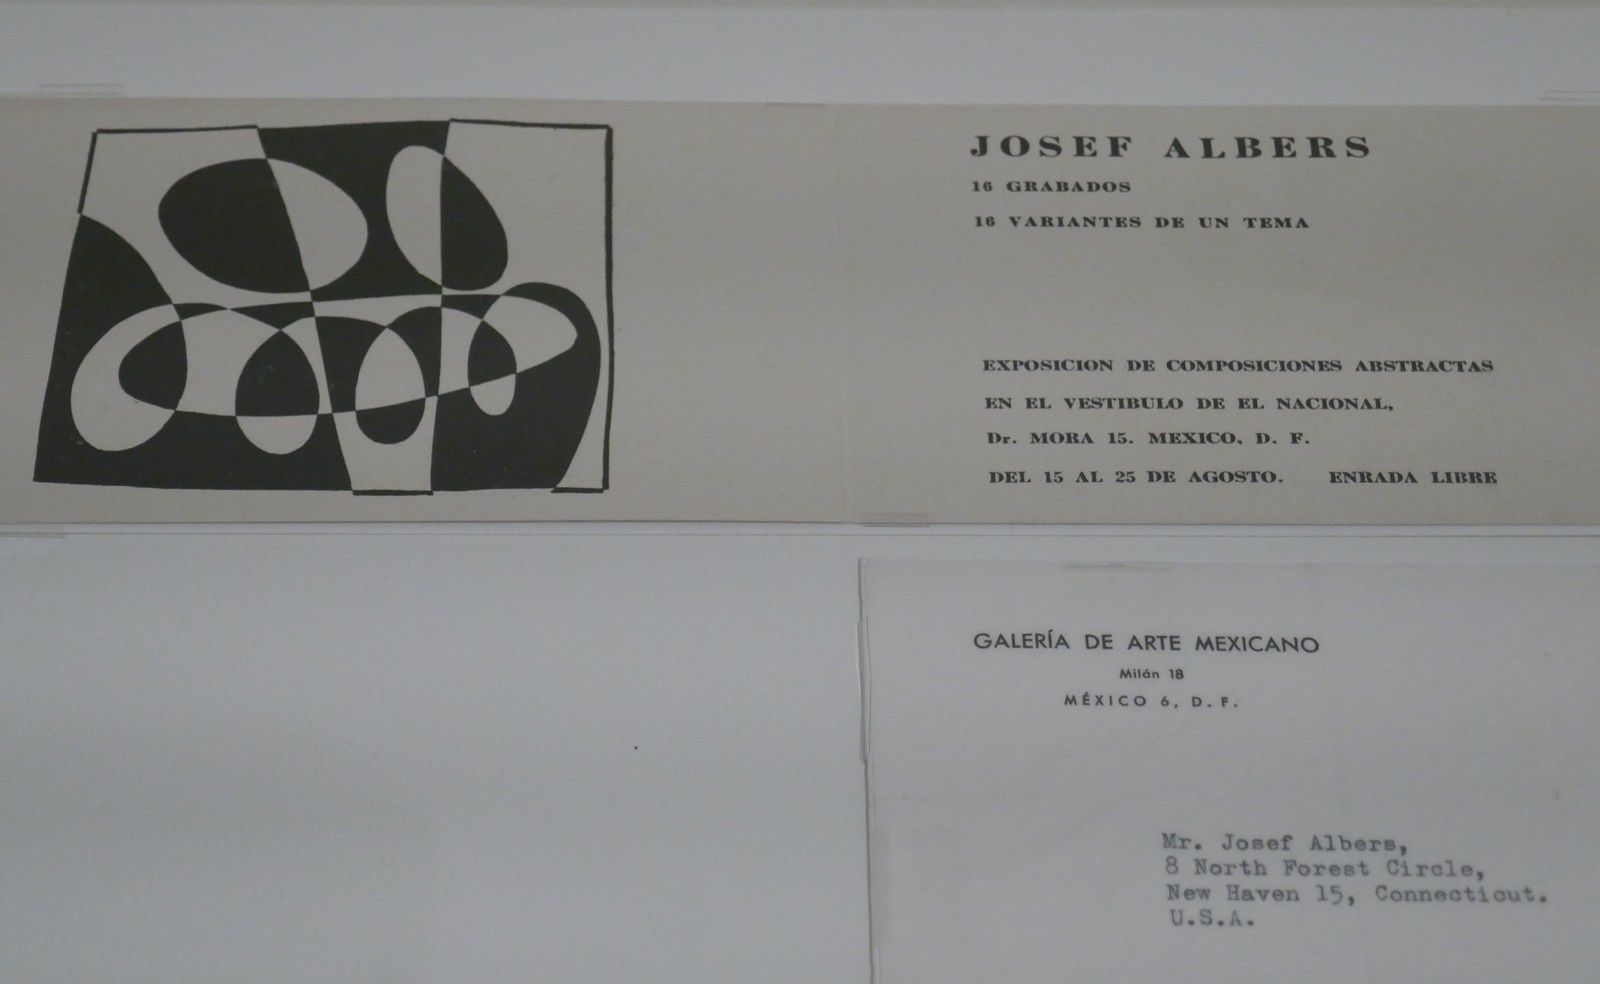 JOSEF ALBERS
16 GRABADOS
16 VARIANTES DE UN TEMA
EXPOSICION DE COMPOSICIONES ABSTRACTAS
EN EL VESTIBULO DE EL NACIONAL,
Dr. MORA 15. MEXICO, D. F.
DEL 15 AL 25 DE AGOSTO. ENRADA LIBRE
GALERÍA DE ARTE MEXICANO
Milán 18
MÉXICO 6, D. F.
Mr. Josef Albers,
8 North Forest Circle,
New Haven 15, Connecticut.
U.S.A.